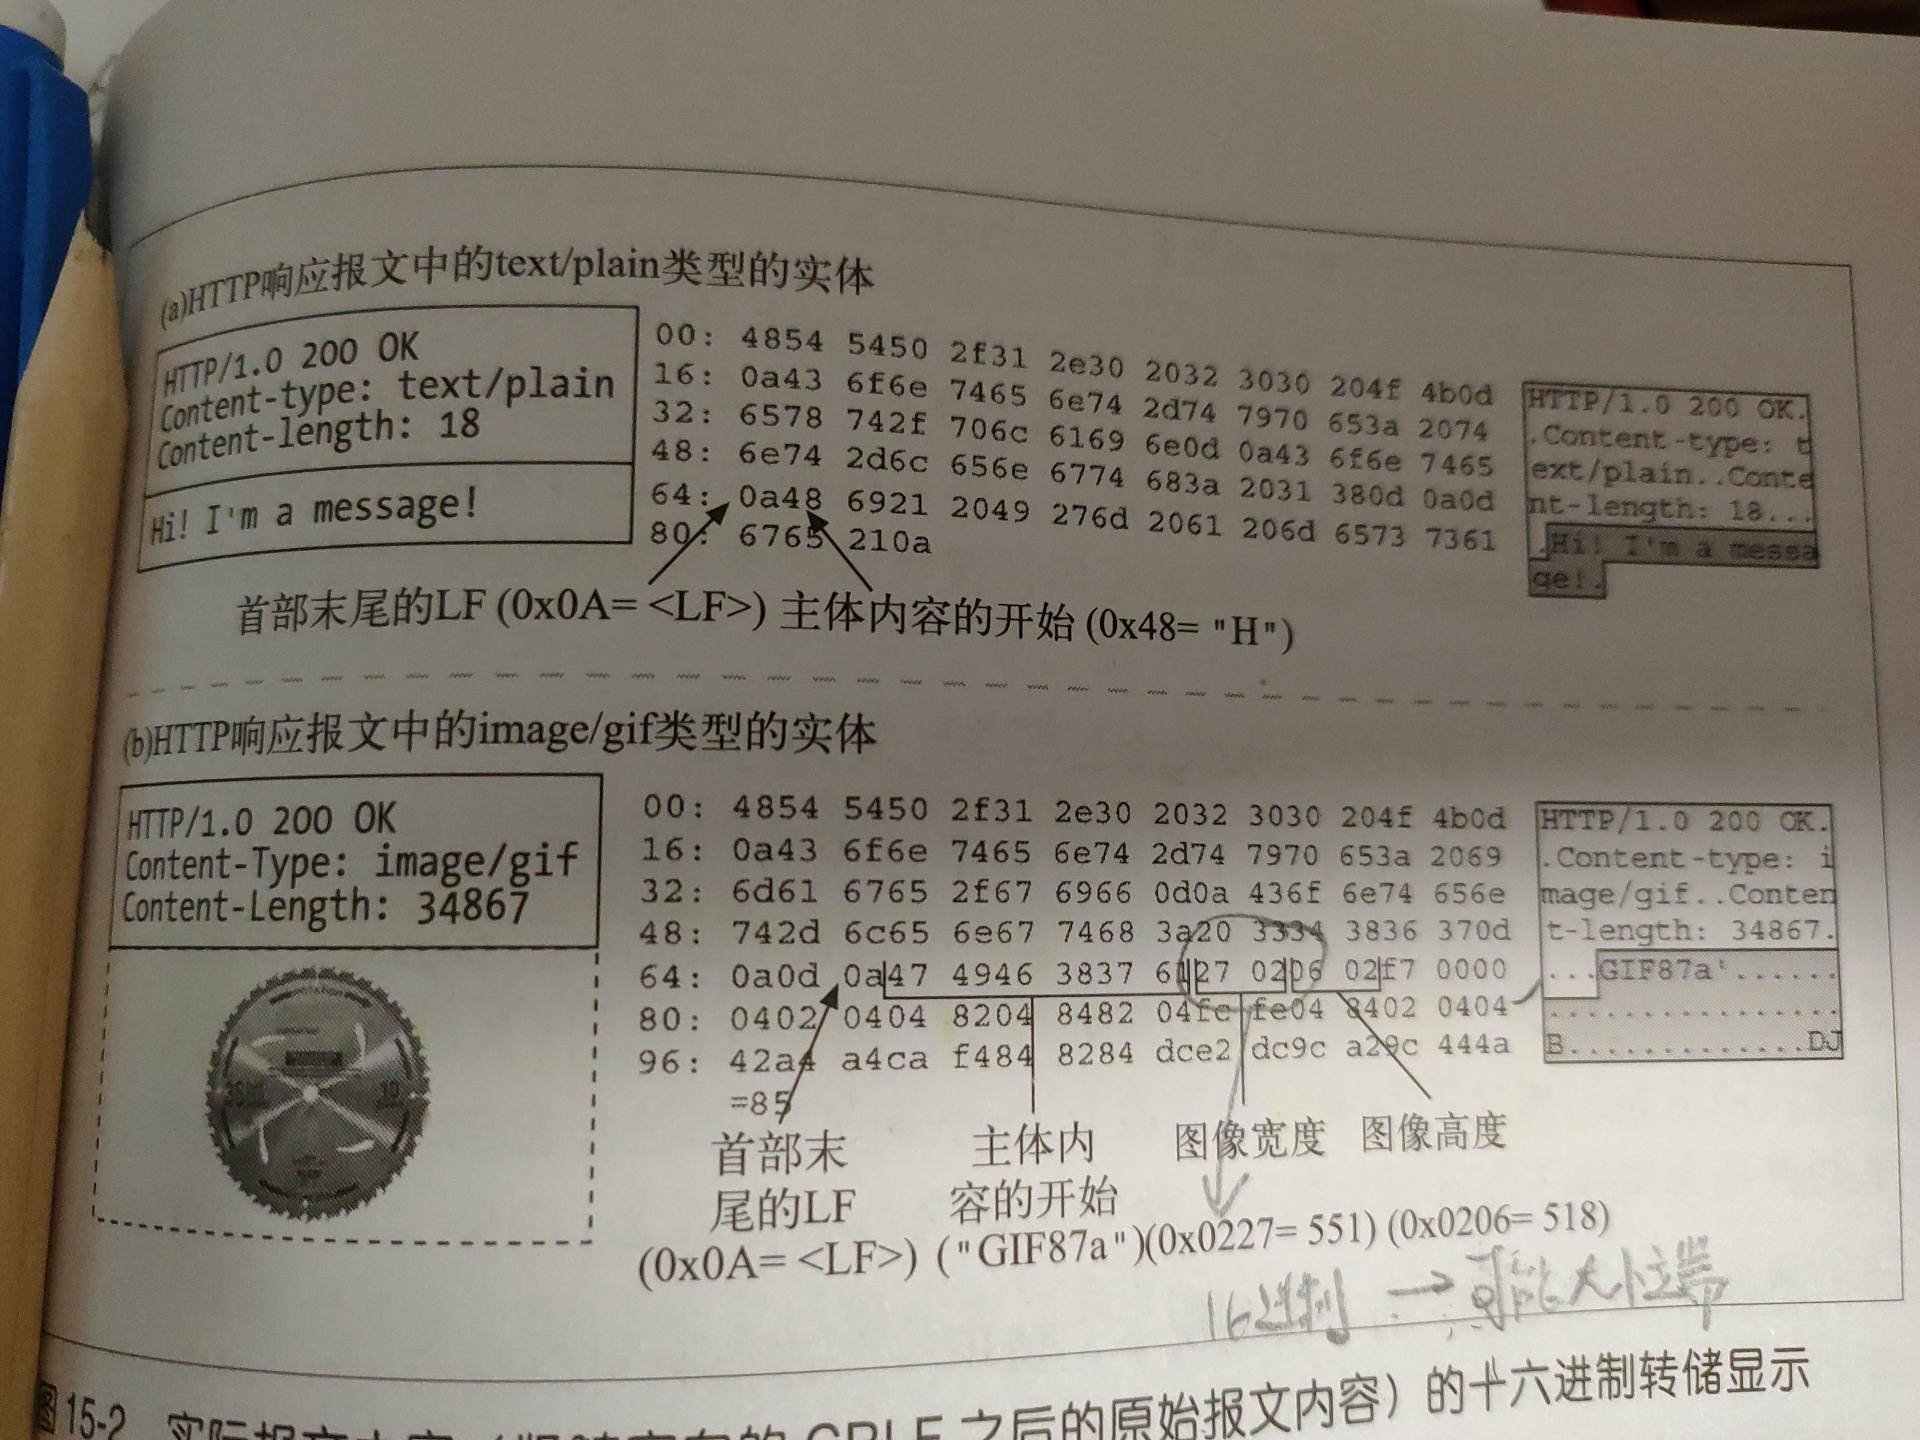 (a)HTTP响应报文中的text/plain类型的实体
HTTP/1.0 200 OK
Content-type: text/plain
Content-length: 18
Hi! I'm a message!
00: 4854 5450 2f31 2e30 2032 3030 204f 4b0d
16: 0a43 6f6e 7465 6e74 2d74 7970 653a 2074
32: 6578 742f 706c 6169 6e0d 0a43 6f6e 7465
48: 6e74 2d6c 656e 6774 683a 2031 380d 0a0d
64: 0a48 6921 2049 276d 2061 206d 6573 7361
80: 6765 210a
HTTP/1.0 200 OK.
.Content-type: t
ext/plain..Conte
nt-length: 18...
.Hi! I'm a messa
ge!.
首部末尾的LF (0x0A= <LF>) 主体内容的开始 (0x48= "H")
(b)HTTP响应报文中的image/gif类型的实体
HTTP/1.0 200 OK
Content-Type: image/gif
Content-Length: 34867
00: 4854 5450 2f31 2e30 2032 3030 204f 4b0d
16: 0a43 6f6e 7465 6e74 2d74 7970 653a 2069
32: 6d61 6765 2f67 6966 0d0a 436f 6e74 656e
48: 742d 6c65 6e67 7468 3a20 3334 3836 370d
64: 0a0d 0a47 4946 3837 6127 0206 02f7 0000
80: 0402 0404 8204 8482 04fc fe04 8402 0404
96: 42a4 a4ca f484 8284 dce2 dc9c a29c 444a
=85
HTTP/1.0 200 OK.
.Content-type: i
mage/gif..Conten
t-length: 34867.
...GIF87a'......
................
B.............DJ
首部末 主体内 图像宽度 图像高度
尾的LF 容的开始
(0x0A= <LF>) ("GIF87a")(0x0227= 551) (0x0206= 518)
16进制 →
图15-2 实际报文内容
的原始报文内容）的十六进制转储显示